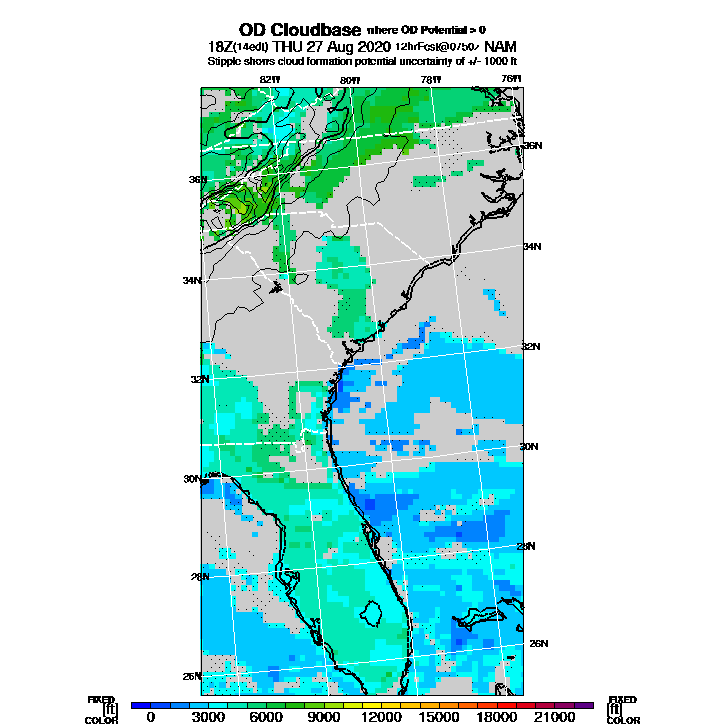 OD Cloudbase where OD Potential > 0
18Z(14edt) THU 27 Aug 2020 12hrFcst@0750z NAM
Stipple shows cloud formation potential uncertainty of +/- 1000 ft
82W 80W 78W 76W
36N
36N
34N
34N
32N
32N
30N
30N
28N
28N
26N
26N
FIXED FIXED
[ft] [ft]
COLOR COLOR
0 3000 6000 9000 12000 15000 18000 21000